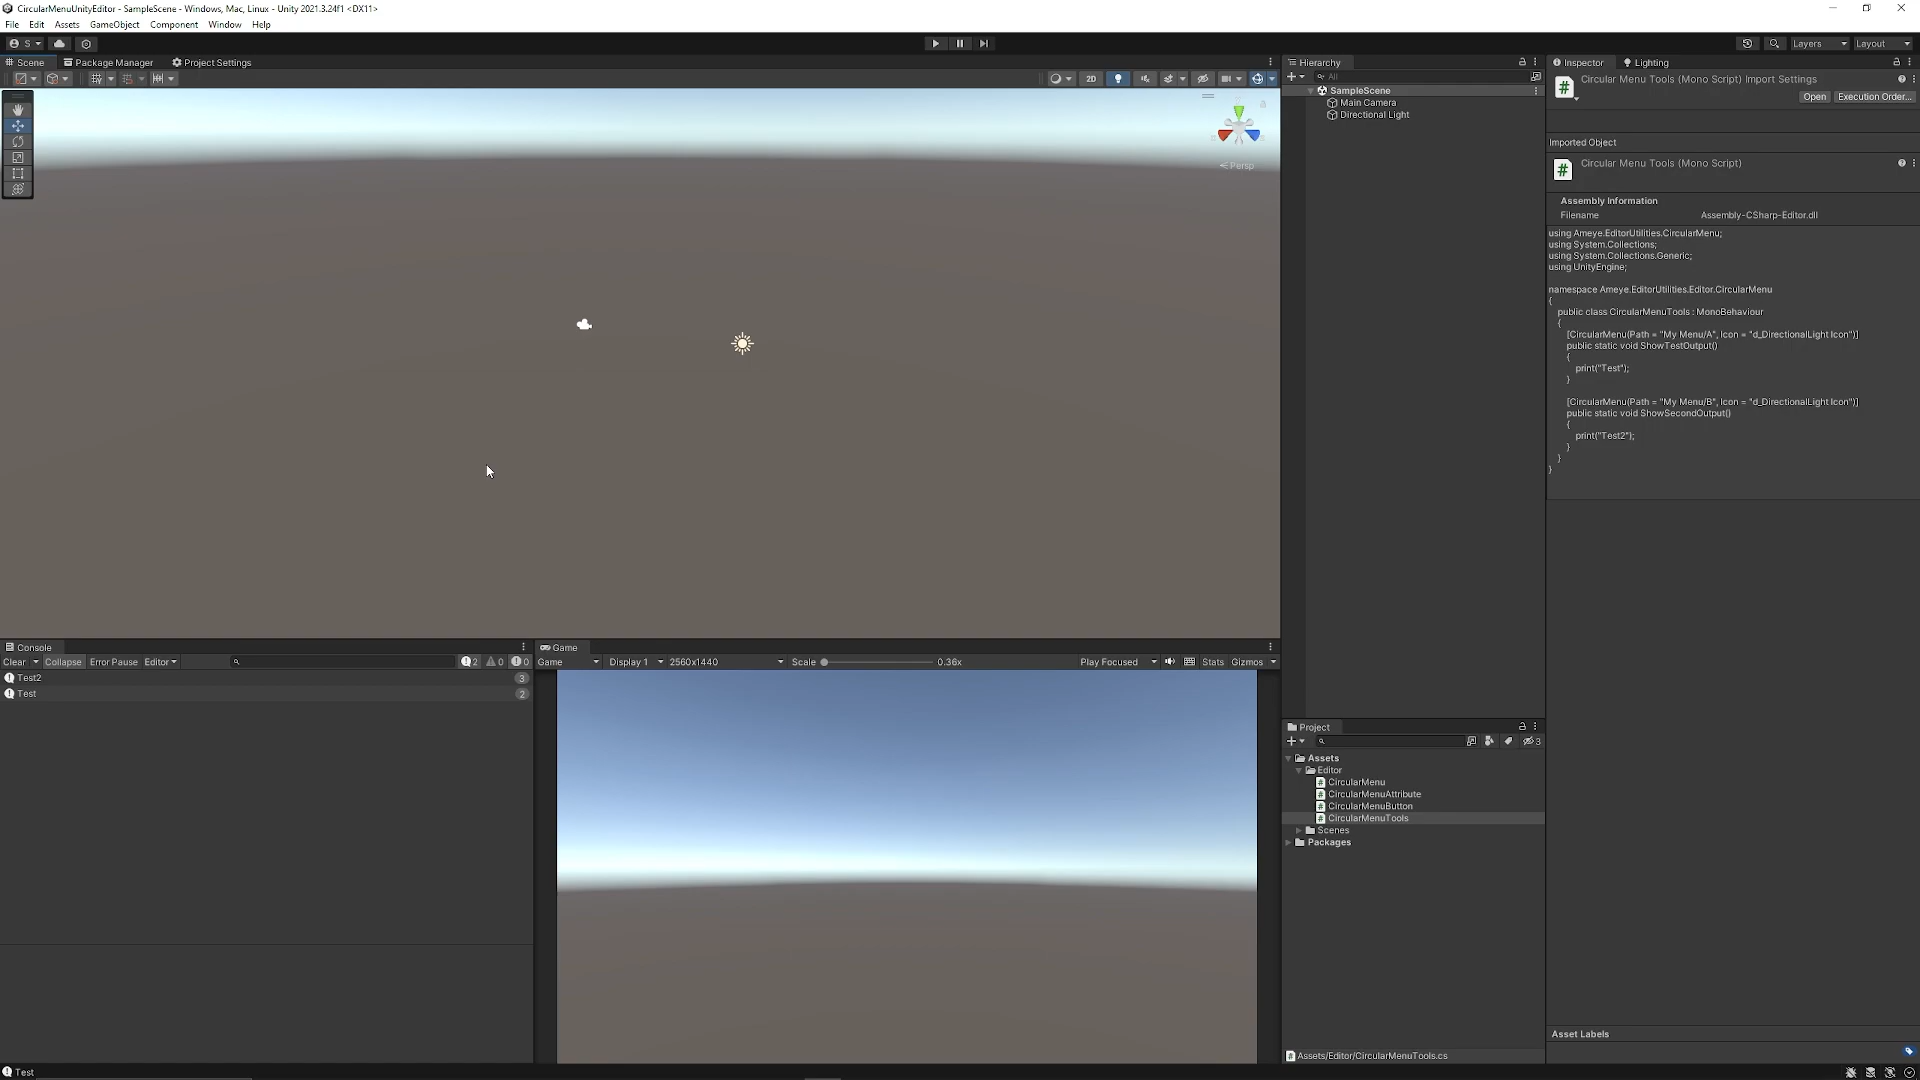 CircularMenuUnityEditor - SampleScene - Windows, Mac, Linux - Unity 2021.3.24f1 <DX11>
File Edit Assets GameObject Component Window Help
S
Layers Layout
Scene Package Manager Project Settings
2D
Persp
Hierarchy
All
SampleScene
Main Camera
Directional Light
Inspector Lighting
Circular Menu Tools (Mono Script) Import Settings
Open Execution Order...
Imported Object
Circular Menu Tools (Mono Script)
Assembly Information
Filename Assembly-CSharp-Editor.dll
using Ameye.EditorUtilities.CircularMenu;
using System.Collections;
using System.Collections.Generic;
using UnityEngine;
namespace Ameye.EditorUtilities.Editor.CircularMenu
{
public class CircularMenuTools : MonoBehaviour
{
[CircularMenu(Path = "My Menu/A", Icon = "d_DirectionalLight Icon")]
public static void ShowTestOutput()
{
print("Test");
}
[CircularMenu(Path = "My Menu/B", Icon = "d_DirectionalLight Icon")]
public static void ShowSecondOutput()
{
print("Test2");
}
}
}
Console
Clear Collapse Error Pause Editor 2 0 0
Test2 3
Test 2
Game
Game Display 1 2560x1440 Scale 0.36x Play Focused Stats Gizmos
Project
3
Assets
Editor
CircularMenu
CircularMenuAttribute
CircularMenuButton
CircularMenuTools
Scenes
Packages
Assets/Editor/CircularMenuTools.cs
Asset Labels
Test